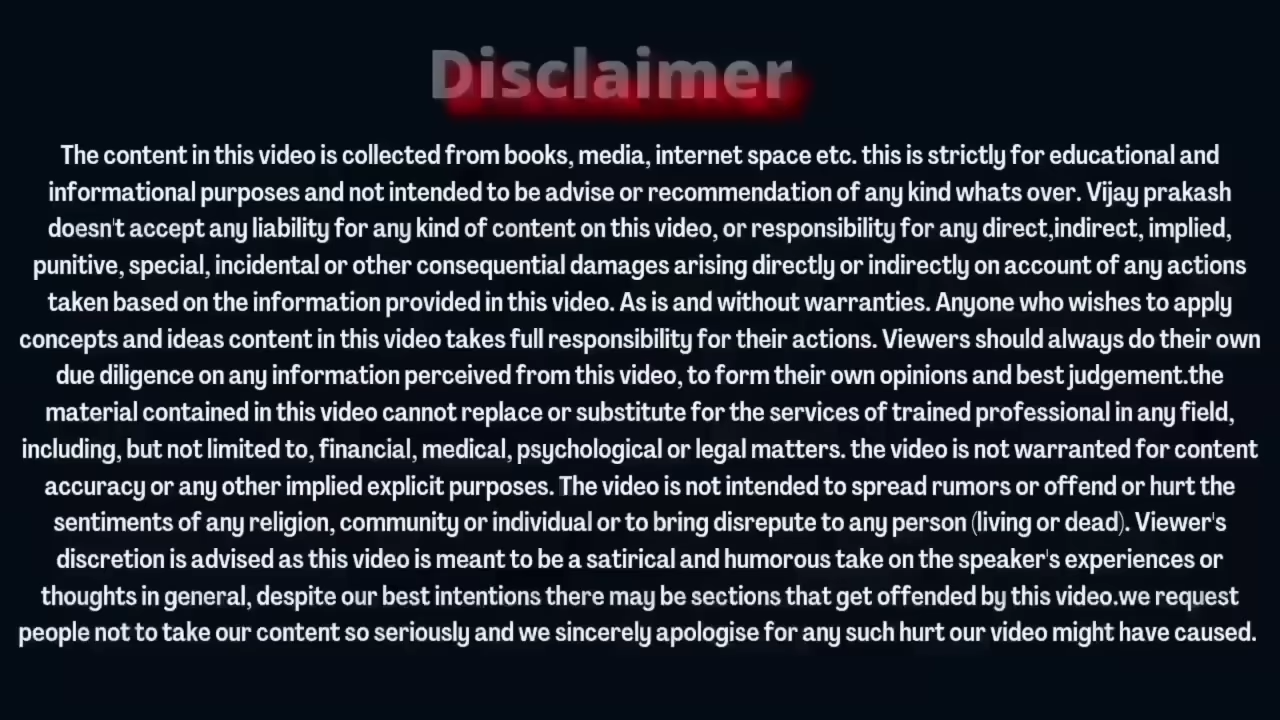 Disclaimer
The content in this video is collected from books, media, internet space etc. this is strictly for educational and
informational purposes and not intended to be advise or recommendation of any kind whats over. Vijay prakash
doesn't accept any liability for any kind of content on this video, or responsibility for any direct,indirect, implied,
punitive, special, incidental or other consequential damages arising directly or indirectly on account of any actions
taken based on the information provided in this video. As is and without warranties. Anyone who wishes to apply
concepts and ideas content in this video takes full responsibility for their actions. Viewers should always do their own
due diligence on any information perceived from this video, to form their own opinions and best judgement.the
material contained in this video cannot replace or substitute for the services of trained professional in any field,
including, but not limited to, financial, medical, psychological or legal matters. the video is not warranted for content
accuracy or any other implied explicit purposes. The video is not intended to spread rumors or offend or hurt the
sentiments of any religion, community or individual or to bring disrepute to any person (living or dead). Viewer's
discretion is advised as this video is meant to be a satirical and humorous take on the speaker's experiences or
thoughts in general, despite our best intentions there may be sections that get offended by this video.we request
people not to take our content so seriously and we sincerely apologise for any such hurt our video might have caused.